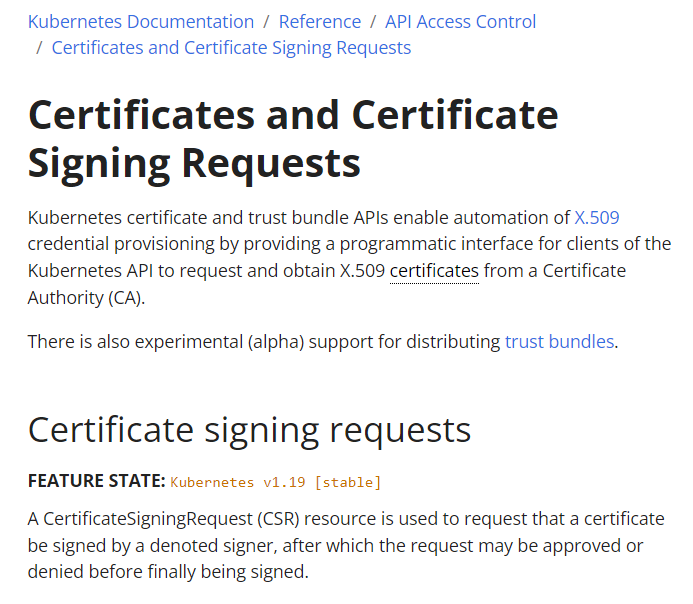 Kubernetes Documentation / Reference / API Access Control
/ Certificates and Certificate Signing Requests
Certificates and Certificate
Signing Requests
Kubernetes certificate and trust bundle APIs enable automation of X.509
credential provisioning by providing a programmatic interface for clients of the
Kubernetes API to request and obtain X.509 certificates from a Certificate
Authority (CA).
There is also experimental (alpha) support for distributing trust bundles.
Certificate signing requests
FEATURE STATE: Kubernetes v1.19 [stable]
A CertificateSigningRequest (CSR) resource is used to request that a certificate
be signed by a denoted signer, after which the request may be approved or
denied before finally being signed.